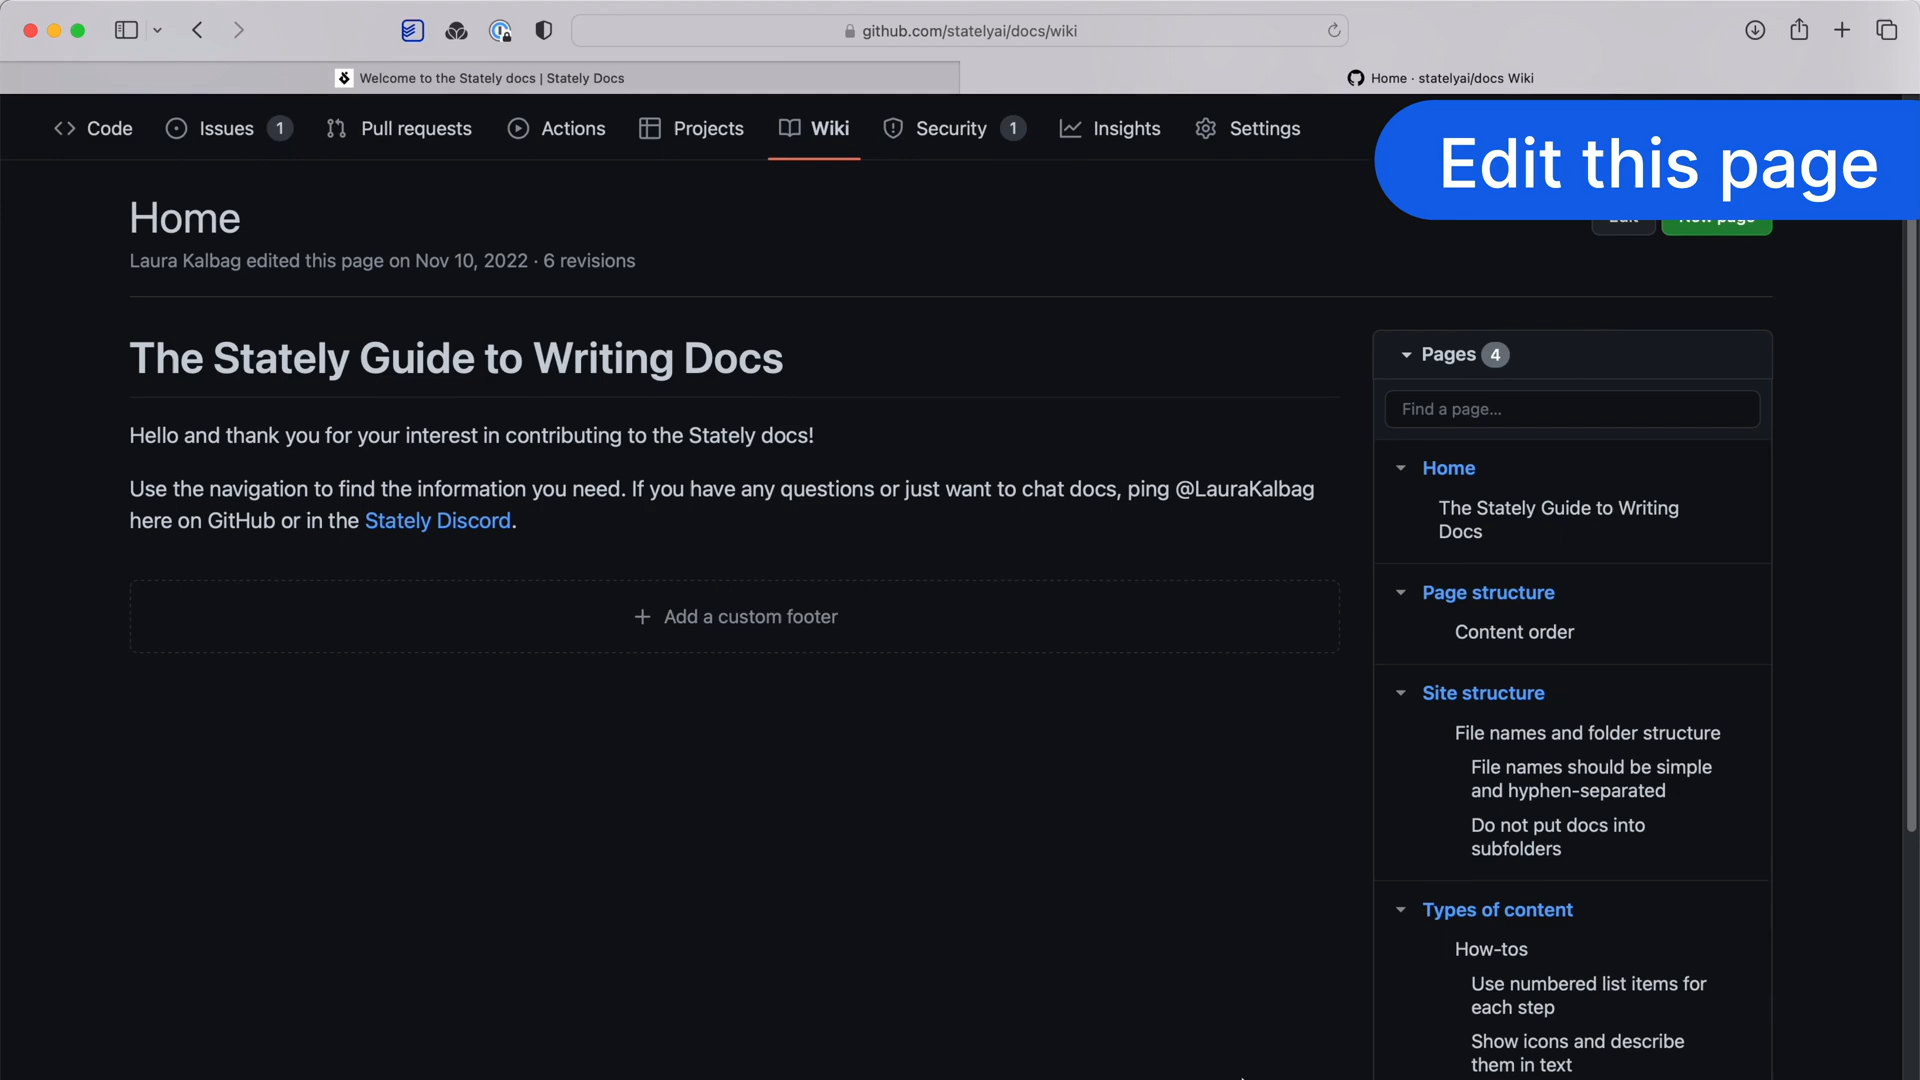 github.com/statelyai/docs/wiki
Welcome to the Stately docs | Stately Docs
Home · statelyai/docs Wiki
Code
Issues 1
Pull requests
Actions
Projects
Wiki
Security 1
Insights
Settings
Edit this page
Home
Edit
New page
Laura Kalbag edited this page on Nov 10, 2022 · 6 revisions
The Stately Guide to Writing Docs
Hello and thank you for your interest in contributing to the Stately docs!
Use the navigation to find the information you need. If you have any questions or just want to chat docs, ping @LauraKalbag
here on GitHub or in the Stately Discord.
Add a custom footer
Pages 4
Find a page...
Home
The Stately Guide to Writing
Docs
Page structure
Content order
Site structure
File names and folder structure
File names should be simple
and hyphen-separated
Do not put docs into
subfolders
Types of content
How-tos
Use numbered list items for
each step
Show icons and describe
them in text